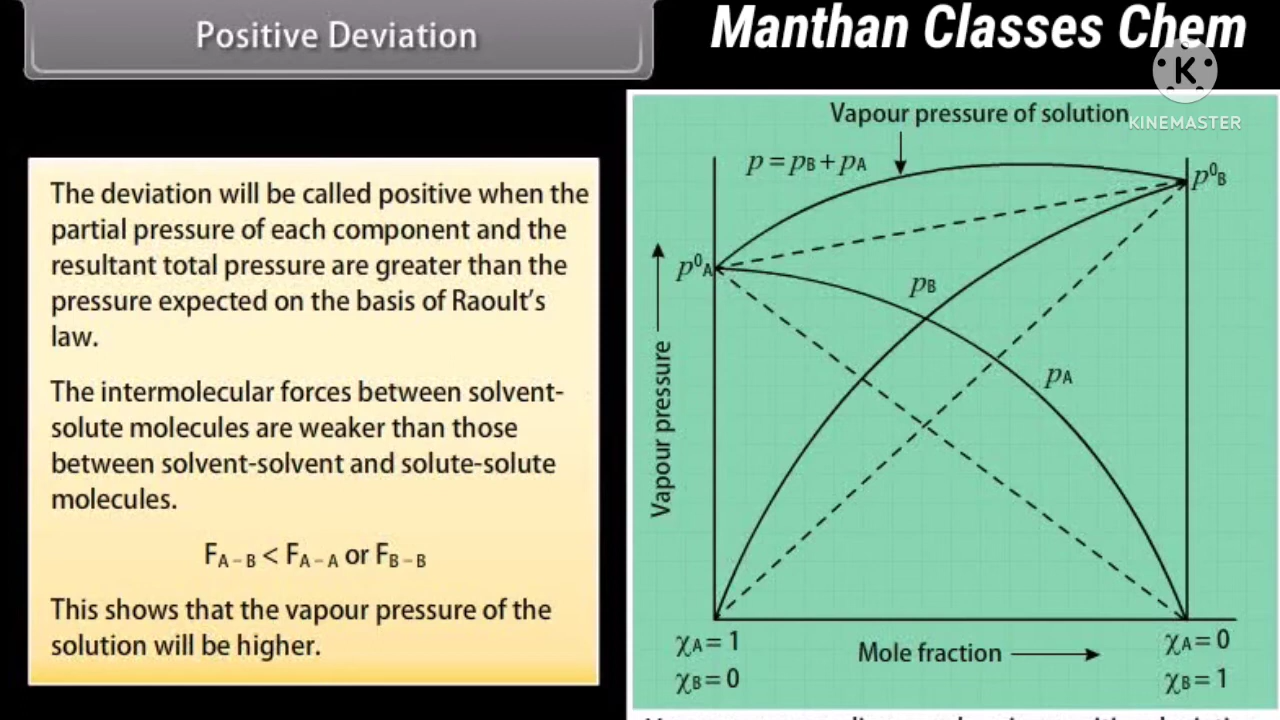 Positive Deviation
Manthan Classes Chem
K
KINEMASTER
The deviation will be called positive when the
partial pressure of each component and the
resultant total pressure are greater than the
pressure expected on the basis of Raoult's
law.
The intermolecular forces between solvent-
solute molecules are weaker than those
between solvent-solvent and solute-solute
molecules.
F A – B < F A – A or F B – B
This shows that the vapour pressure of the
solution will be higher.
Vapour pressure of solution
p = pB + pA
p⁰B
p⁰A
pB
pA
Vapour pressure
χA = 1
χB = 0
Mole fraction
χA = 0
χB = 1